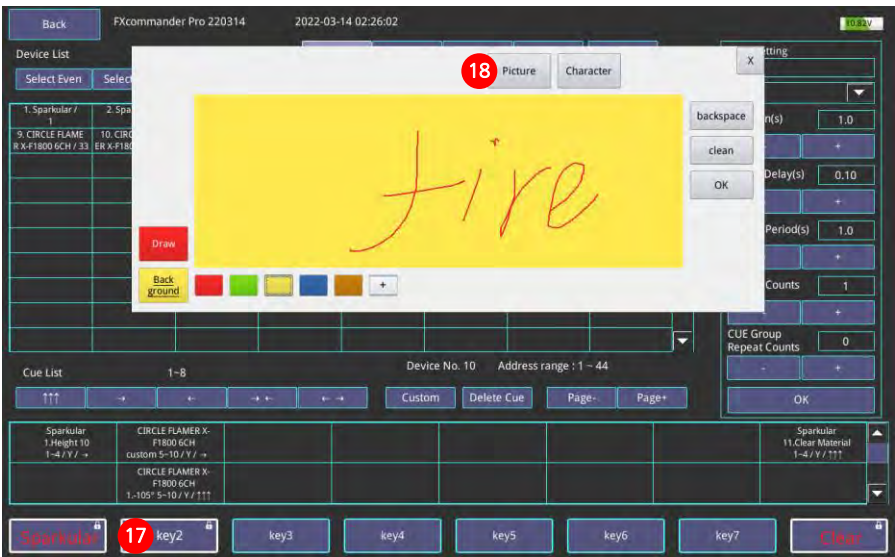 Back FXcommander Pro 220314 2022-03-14 02:26:02 10.82V
Device List
Select Even
18 Picture Character X
backspace
clean
OK
fire
Draw
Back
ground
+
1. Sparkular /
1
9. CIRCLE FLAME
R X-F1800 6CH / 33
10. CIRC
ER X-F180
1.0
- +
Delay(s) 0.10
- +
Period(s) 1.0
- +
Counts 1
- +
CUE Group
Repeat Counts 0
- +
OK
Cue List 1~8 Device No. 10 Address range : 1 ~ 44
↑↑↑ → ← → ← ← → Custom Delete Cue Page- Page+
Sparkular
1.Height 10
1~4 / Y / →
CIRCLE FLAMER X-
F1800 6CH
custom 5~10 / Y / →
Sparkular
11.Clear Material
1~4 / Y / ↑↑↑
CIRCLE FLAMER X-
F1800 6CH
1.-105° 5~10 / Y / ↑↑↑
Sparkular 17 key2 key3 key4 key5 key6 key7 Clear